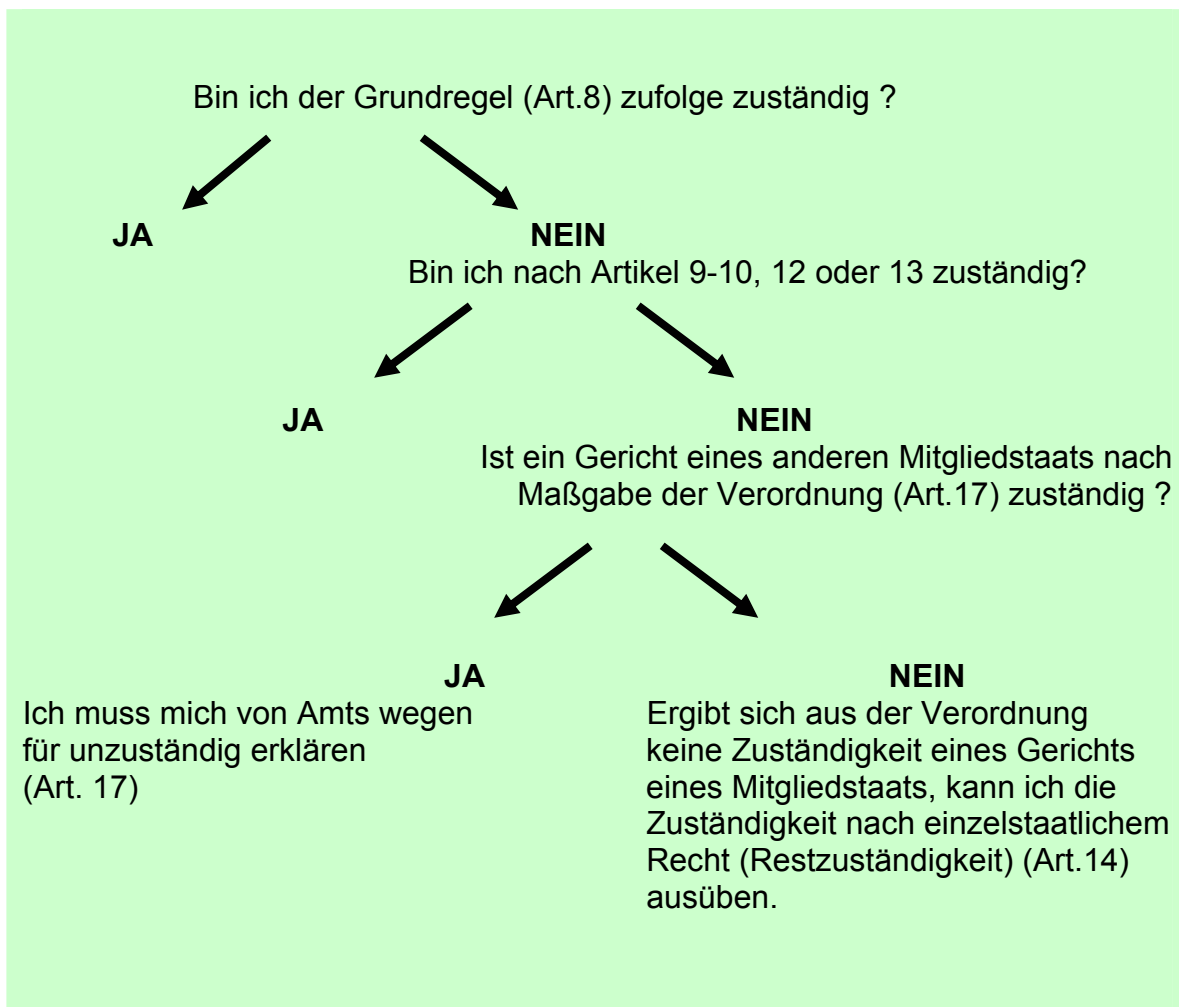 Bin ich der Grundregel (Art.8) zufolge zuständig ?
JA
NEIN
Bin ich nach Artikel 9-10, 12 oder 13 zuständig?
JA
NEIN
Ist ein Gericht eines anderen Mitgliedstaats nach
Maßgabe der Verordnung (Art.17) zuständig ?
JA
Ich muss mich von Amts wegen
für unzuständig erklären
(Art. 17)
NEIN
Ergibt sich aus der Verordnung
keine Zuständigkeit eines Gerichts
eines Mitgliedstaats, kann ich die
Zuständigkeit nach einzelstaatlichem
Recht (Restzuständigkeit) (Art.14)
ausüben.